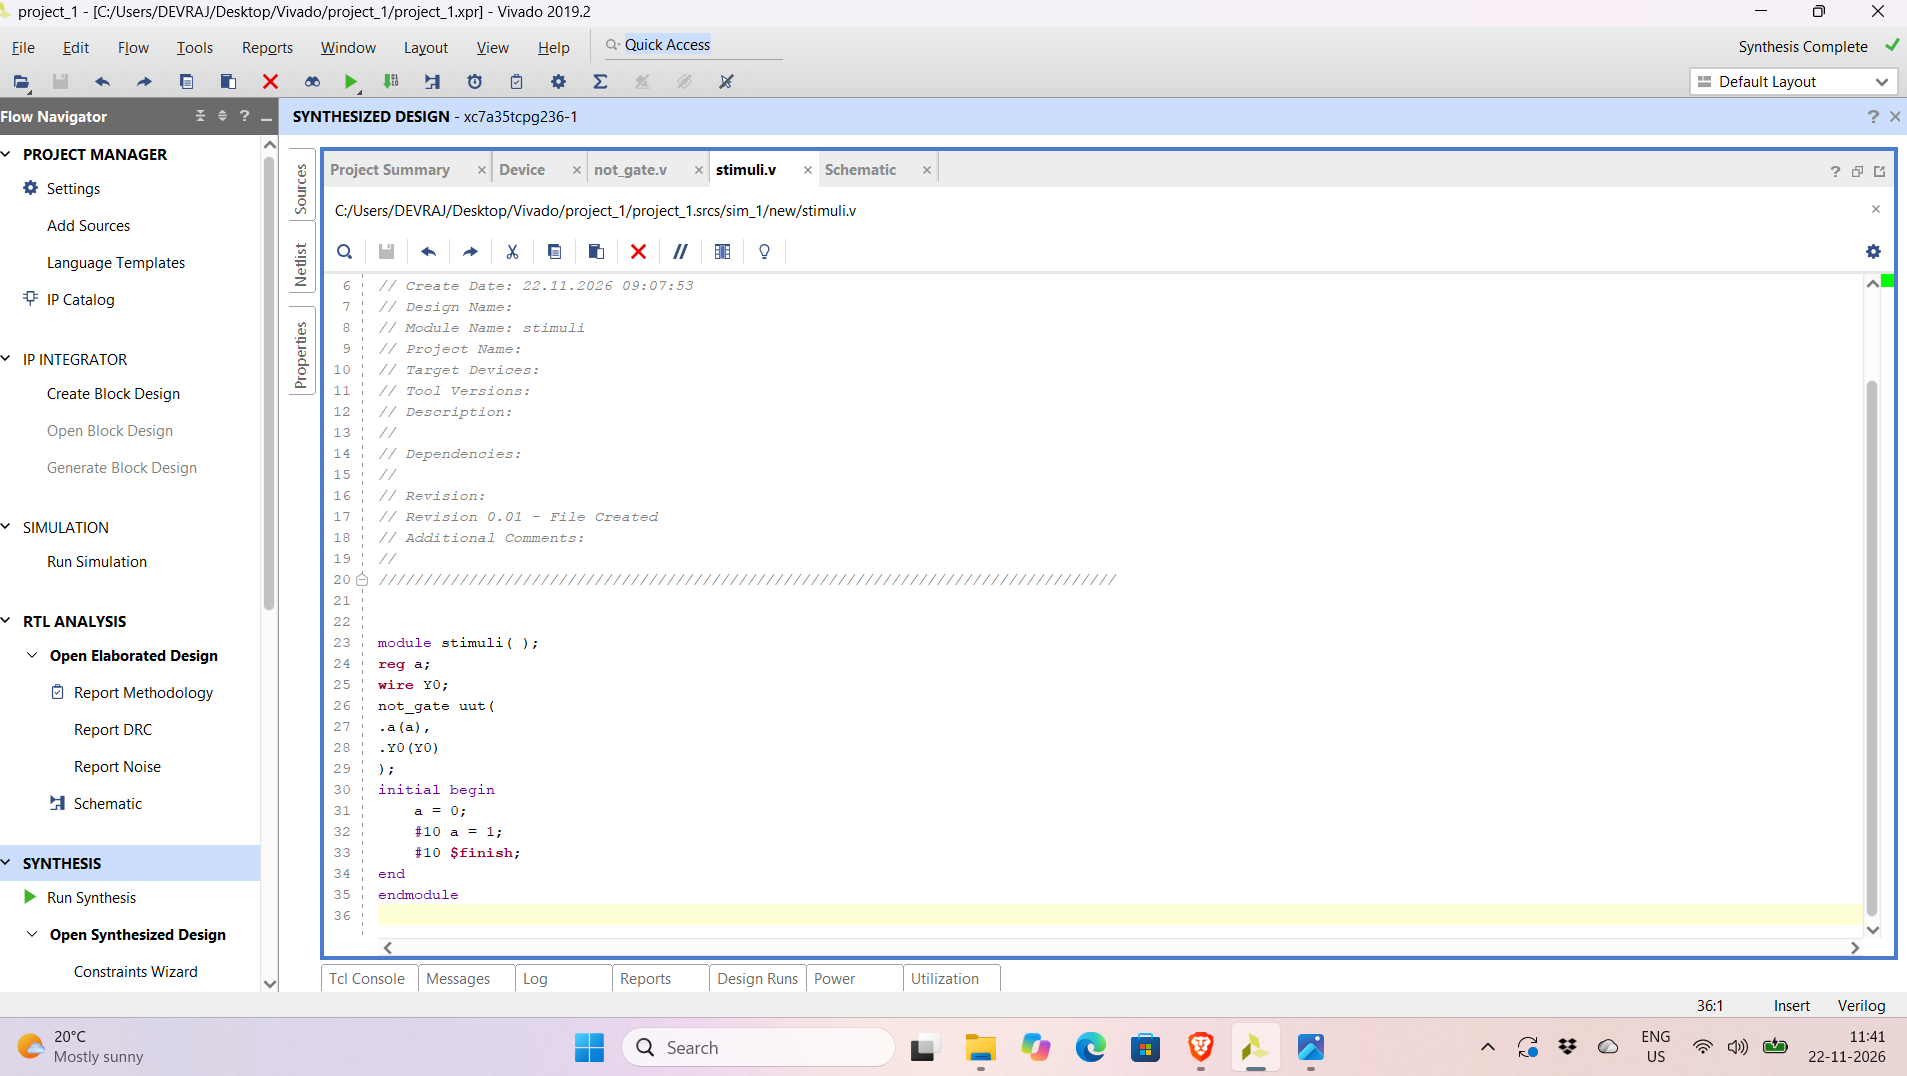 project_1 - [C:/Users/DEVRAJ/Desktop/Vivado/project_1/project_1.xpr] - Vivado 2019.2
File Edit Flow Tools Reports Window Layout View Help Quick Access
Synthesis Complete
Default Layout
Flow Navigator
SYNTHESIZED DESIGN - xc7a35tcpg236-1
PROJECT MANAGER
Settings
Add Sources
Language Templates
IP Catalog
IP INTEGRATOR
Create Block Design
Open Block Design
Generate Block Design
SIMULATION
Run Simulation
RTL ANALYSIS
Open Elaborated Design
Report Methodology
Report DRC
Report Noise
Schematic
SYNTHESIS
Run Synthesis
Open Synthesized Design
Constraints Wizard
Sources
Netlist
Properties
Project Summary Device not_gate.v stimuli.v Schematic
C:/Users/DEVRAJ/Desktop/Vivado/project_1/project_1.srcs/sim_1/new/stimuli.v
6 // Create Date: 22.11.2026 09:07:53
7 // Design Name:
8 // Module Name: stimuli
9 // Project Name:
10 // Target Devices:
11 // Tool Versions:
12 // Description:
13 //
14 // Dependencies:
15 //
16 // Revision:
17 // Revision 0.01 - File Created
18 // Additional Comments:
19 //
20 //////////////////////////////////////////////////////////////////////////////////
21
22
23 module stimuli( );
24 reg a;
25 wire Y0;
26 not_gate uut(
27 .a(a),
28 .Y0(Y0)
29 );
30 initial begin
31 a = 0;
32 #10 a = 1;
33 #10 $finish;
34 end
35 endmodule
36
Tcl Console Messages Log Reports Design Runs Power Utilization
36:1 Insert Verilog
20°C
Mostly sunny
Search
ENG
US
11:41
22-11-2026